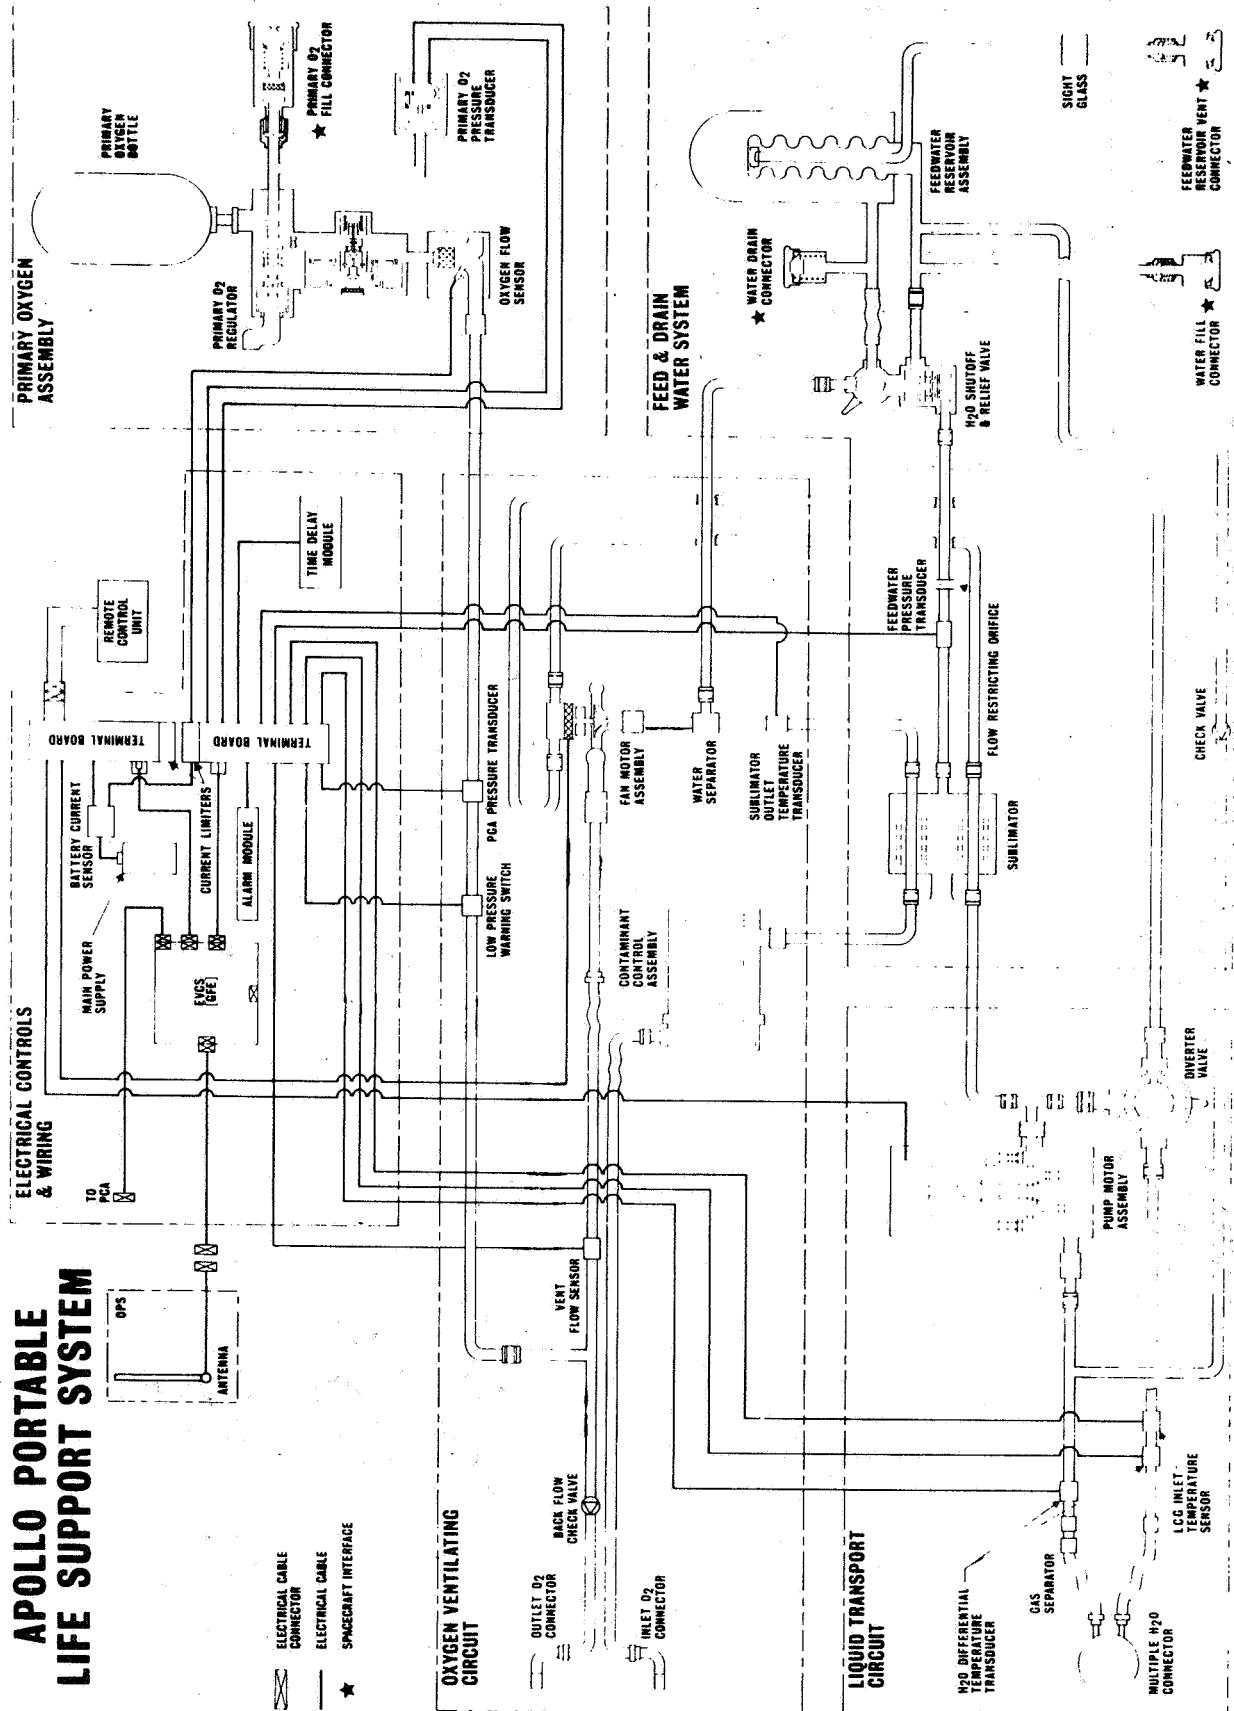 APOLLO PORTABLE
LIFE SUPPORT SYSTEM
ELECTRICAL CABLE
CONNECTOR
ELECTRICAL CABLE
SPACECRAFT INTERFACE
OPS
ANTENNA
ELECTRICAL CONTROLS
& WIRING
TO
PGA
MAIN POWER
SUPPLY
EVCS
[GFE]
BATTERY CURRENT
SENSOR
CURRENT LIMITERS
ALARM MODULE
TERMINAL BOARD
TERMINAL
TERMINAL BOARD
TERMINAL
REMOTE
CONTROL
UNIT
TIME DELAY
MODULE
PRIMARY OXYGEN
ASSEMBLY
PRIMARY
OXYGEN
BOTTLE
PRIMARY O2
REGULATOR
★ PRIMARY O2
FILL CONNECTOR
PRIMARY O2
PRESSURE
TRANSDUCER
OXYGEN FLOW
SENSOR
OXYGEN VENTILATING
CIRCUIT
OUTLET O2
CONNECTOR
INLET O2
CONNECTOR
BACK FLOW
CHECK VALVE
VENT
FLOW SENSOR
LOW PRESSURE
WARNING SWITCH
PGA PRESSURE TRANSDUCER
CONTAMINANT
CONTROL
ASSEMBLY
FAN MOTOR
ASSEMBLY
WATER
SEPARATOR
SUBLIMATOR
OUTLET
TEMPERATURE
TRANSDUCER
FEED & DRAIN
WATER SYSTEM
★ WATER DRAIN
CONNECTOR
FEEDWATER
RESERVOIR
ASSEMBLY
SIGHT
GLASS
FEEDWATER
RESERVOIR VENT ★
CONNECTOR
WATER FILL ★
CONNECTOR
H2O SHUTOFF
& RELIEF VALVE
FEEDWATER
PRESSURE
TRANSDUCER
FLOW RESTRICTING ORIFICE
SUBLIMATOR
CHECK VALVE
LIQUID TRANSPORT
CIRCUIT
H2O DIFFERENTIAL
TEMPERATURE
TRANSDUCER
GAS
SEPARATOR
MULTIPLE H2O
CONNECTOR
LCG INLET
TEMPERATURE
SENSOR
PUMP MOTOR
ASSEMBLY
DIVERTER
VALVE